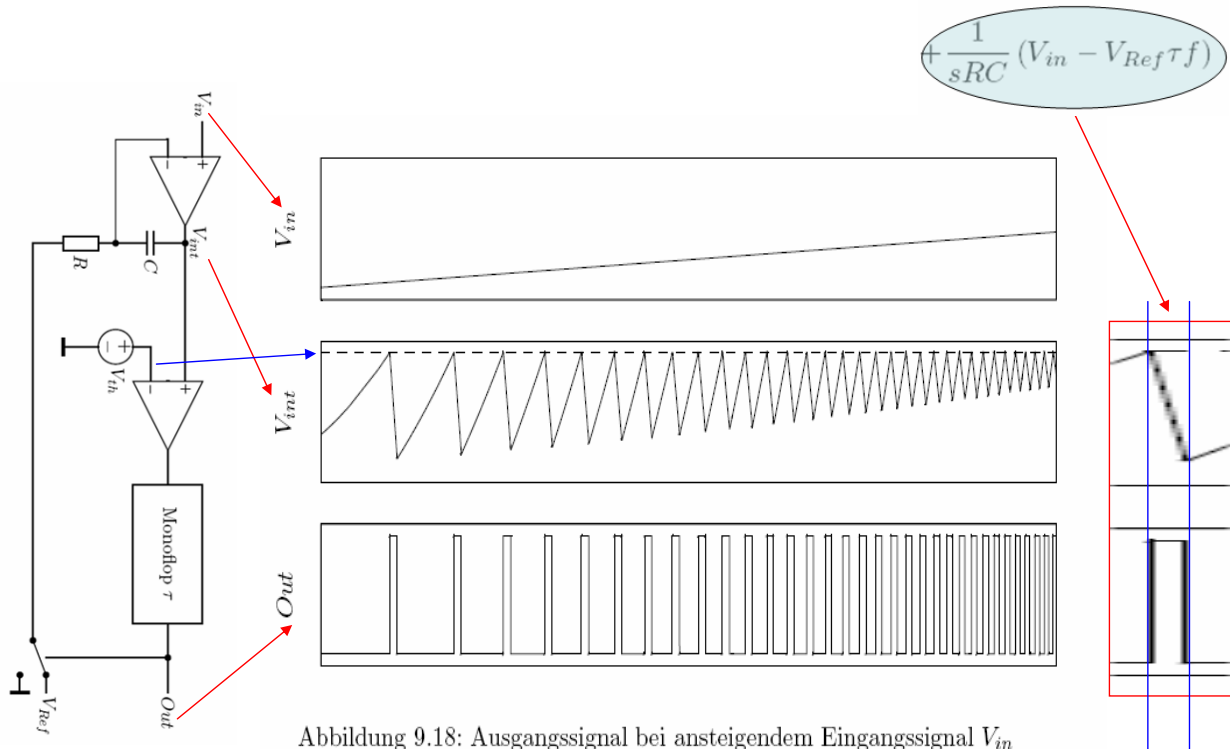 + 1/sRC (V_in − V_Ref τ f)
V_in
− +
V_int
R
C
− +
V_th
− +
Monoflop τ
V_Ref
Out
V_in
V_int
Out
Abbildung 9.18: Ausgangssignal bei ansteigendem Eingangssignal V_in